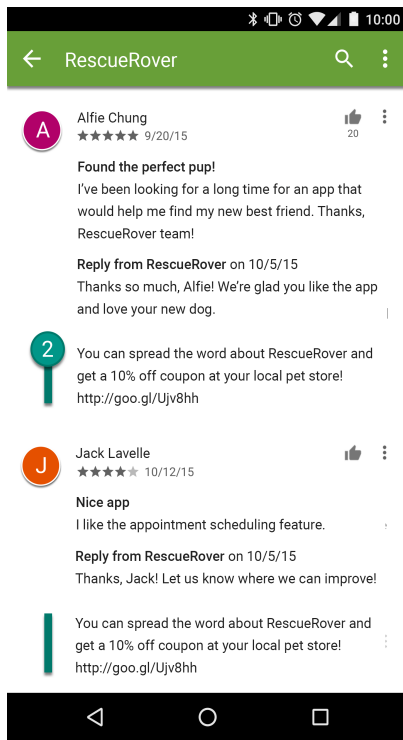 10:00
RescueRover
A
Alfie Chung
9/20/15
20
Found the perfect pup!
I've been looking for a long time for an app that
would help me find my new best friend. Thanks,
RescueRover team!
Reply from RescueRover on 10/5/15
Thanks so much, Alfie! We're glad you like the app
and love your new dog.
2
You can spread the word about RescueRover and
get a 10% off coupon at your local pet store!
http://goo.gl/Ujv8hh
J
Jack Lavelle
10/12/15
Nice app
I like the appointment scheduling feature.
Reply from RescueRover on 10/5/15
Thanks, Jack! Let us know where we can improve!
You can spread the word about RescueRover and
get a 10% off coupon at your local pet store!
http://goo.gl/Ujv8hh